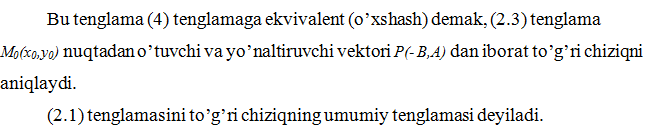 Bu tenglama (4) tenglamaga ekvivalent (o’xshash) demak, (2.3) tenglama
M0(x0,y0) nuqtadan o’tuvchi va yo’naltiruvchi vektori P(-B,A) dan iborat to’g’ri chiziqni
aniqlaydi.
(2.1) tenglamasini to’g’ri chiziqning umumiy tenglamasi deyiladi.